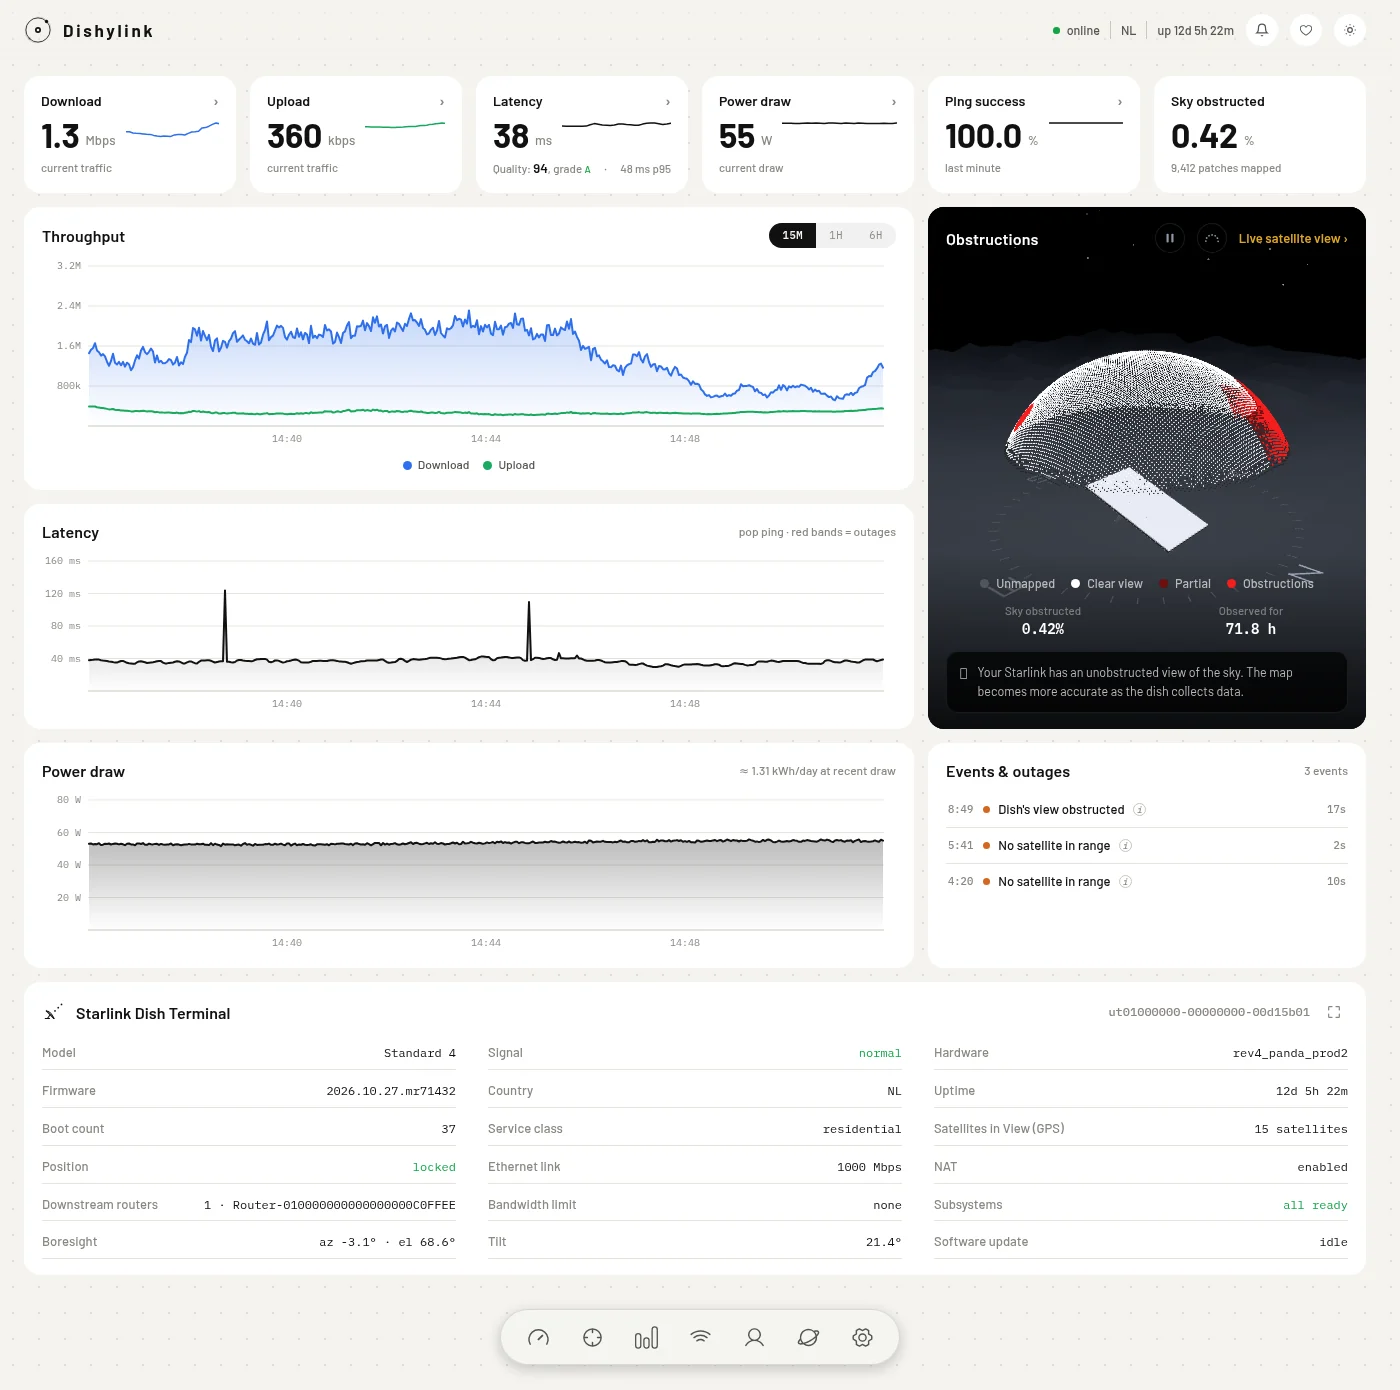 Dishylink
online NL up 12d 5h 22m
Download ›
1.3 Mbps
current traffic
Upload ›
360 kbps
current traffic
Latency ›
38 ms
Quality: 94, grade A · 48 ms p95
Power draw ›
55 W
current draw
Ping success ›
100.0 %
last minute
Sky obstructed
0.42 %
9,412 patches mapped
Throughput
15M 1H 6H
3.2M
2.4M
1.6M
800k
14:40 14:44 14:48
Download Upload
Obstructions
Live satellite view ›
Unmapped Clear view Partial Obstructions
Sky obstructed Observed for
0.42% 71.8 h
Your Starlink has an unobstructed view of the sky. The map
becomes more accurate as the dish collects data.
Latency
pop ping · red bands = outages
160 ms
120 ms
80 ms
40 ms
14:40 14:44 14:48
Power draw
≈ 1.31 kWh/day at recent draw
80 W
60 W
40 W
20 W
14:40 14:44 14:48
Events & outages
3 events
8:49 Dish's view obstructed i 17s
5:41 No satellite in range i 2s
4:20 No satellite in range i 10s
Starlink Dish Terminal
ut01000000-00000000-00d15b01
Model Standard 4
Signal normal
Hardware rev4_panda_prod2
Firmware 2026.10.27.mr71432
Country NL
Uptime 12d 5h 22m
Boot count 37
Service class residential
Satellites in View (GPS) 15 satellites
Position locked
Ethernet link 1000 Mbps
NAT enabled
Downstream routers 1 · Router-010000000000000000C0FFEE
Bandwidth limit none
Subsystems all ready
Boresight az -3.1° · el 68.6°
Tilt 21.4°
Software update idle